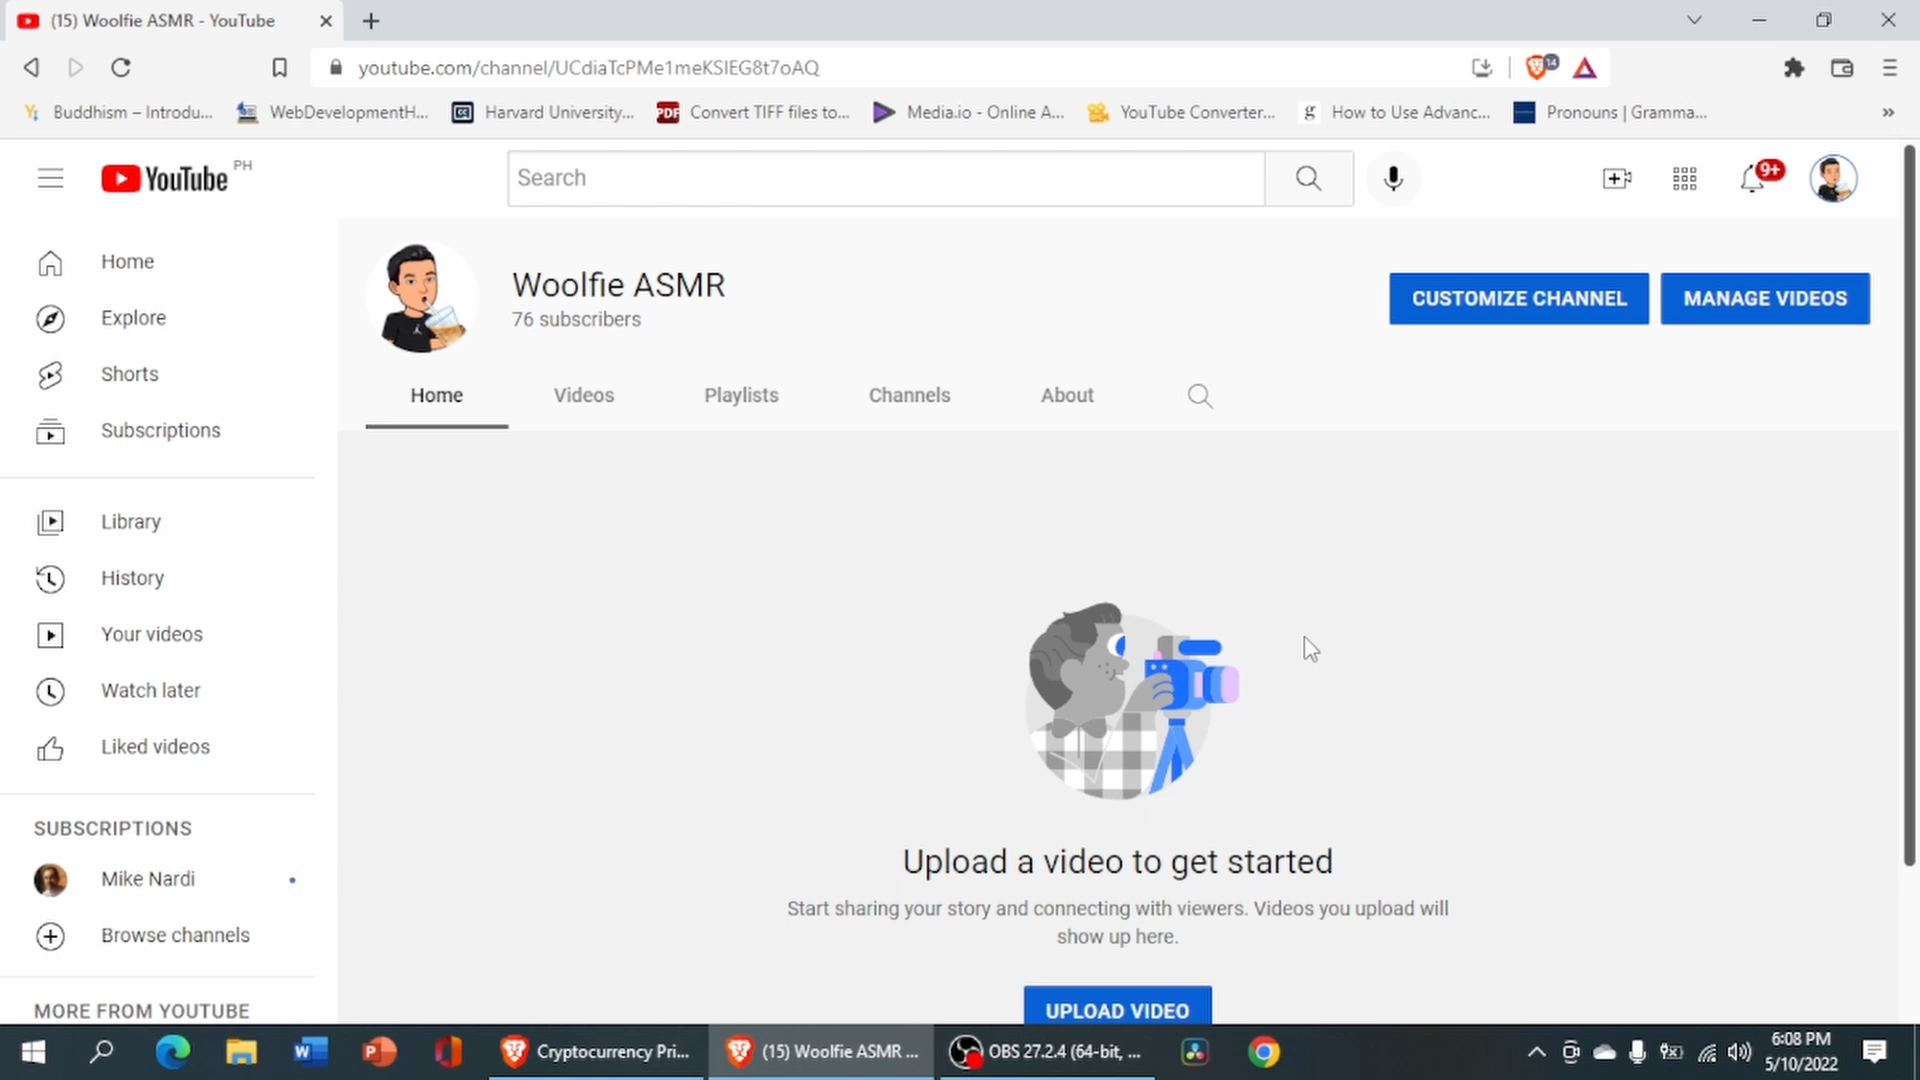 (15) Woolfie ASMR - YouTube
youtube.com/channel/UCdiaTcPMe1meKSIEG8t7oAQ
14
Buddhism – Introdu... WebDevelopmentH... Harvard University... PDF Convert TIFF files to... Media.io - Online A... YouTube Converter... g How to Use Advanc... Pronouns | Gramma...
YouTube PH
Search
9+
Home
Explore
Shorts
Subscriptions
Library
History
Your videos
Watch later
Liked videos
SUBSCRIPTIONS
Mike Nardi
Browse channels
MORE FROM YOUTUBE
Woolfie ASMR
76 subscribers
CUSTOMIZE CHANNEL MANAGE VIDEOS
Home Videos Playlists Channels About
Upload a video to get started
Start sharing your story and connecting with viewers. Videos you upload will
show up here.
UPLOAD VIDEO
Cryptocurrency Pri... (15) Woolfie ASMR ... OBS 27.2.4 (64-bit, ...
6:08 PM
5/10/2022